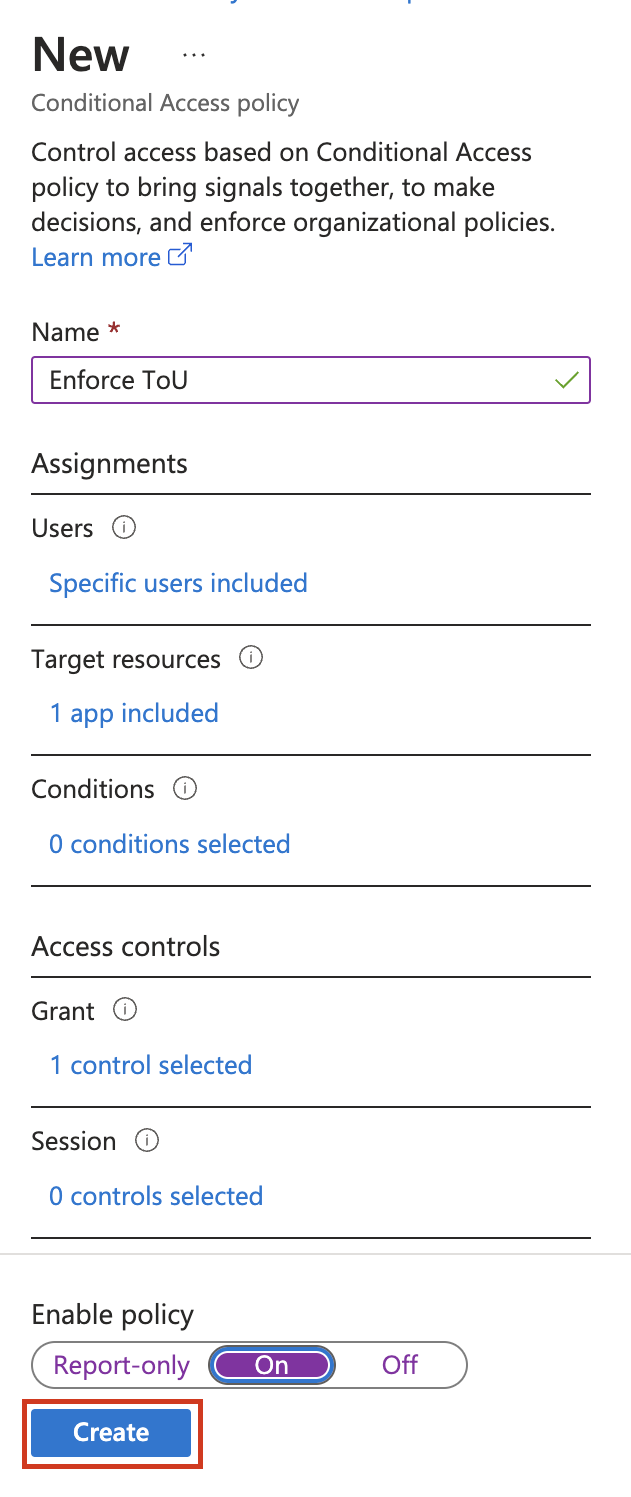 New ...
Conditional Access policy
Control access based on Conditional Access
policy to bring signals together, to make
decisions, and enforce organizational policies.
Learn more
Name *
Enforce ToU
Assignments
Users
Specific users included
Target resources
1 app included
Conditions
0 conditions selected
Access controls
Grant
1 control selected
Session
0 controls selected
Enable policy
Report-only On Off
Create